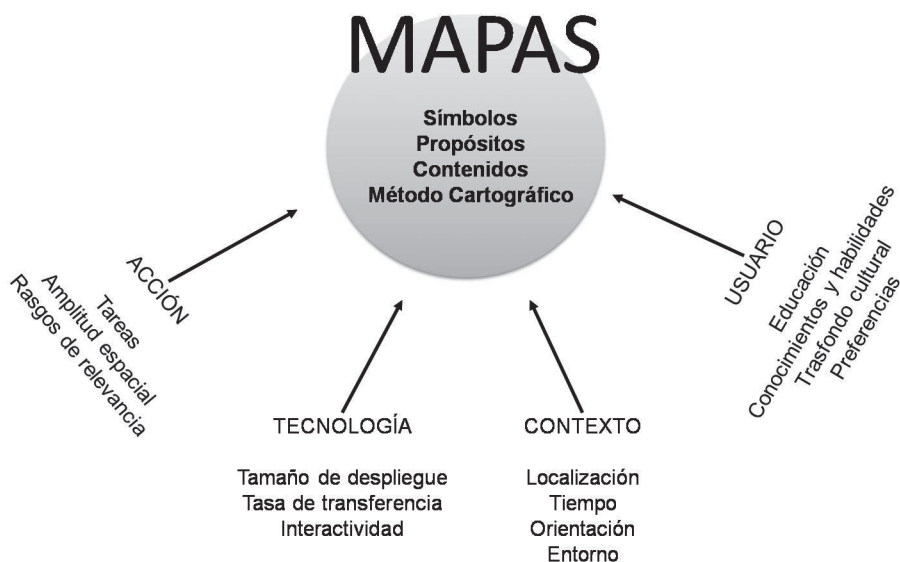 MAPAS
Símbolos
Propósitos
Contenidos
Método Cartográfico
ACCIÓN
Tareas
Amplitud espacial
Rasgos de relevancia
TECNOLOGÍA
Tamaño de despliegue
Tasa de transferencia
Interactividad
CONTEXTO
Localización
Tiempo
Orientación
Entorno
USUARIO
Educación
Conocimientos y habilidades
Trasfondo cultural
Preferencias